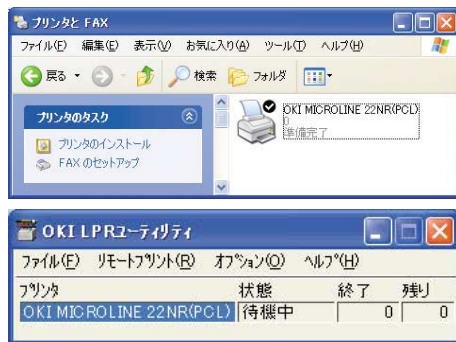 プリンタと FAX
ファイル(F) 編集(E) 表示(V) お気に入り(A) ツール(T) ヘルプ(H)
戻る 検索 フォルダ
プリンタのタスク
プリンタのインストール
FAX のセットアップ
OKI MICROLINE 22NR(PCL)
0
準備完了
OKI LPRユーティリティ
ファイル(F) リモートプリント(R) オプション(O) ヘルプ(H)
プリンタ 状態 終了 残り
OKI MICROLINE 22NR(PCL) 待機中 0 0